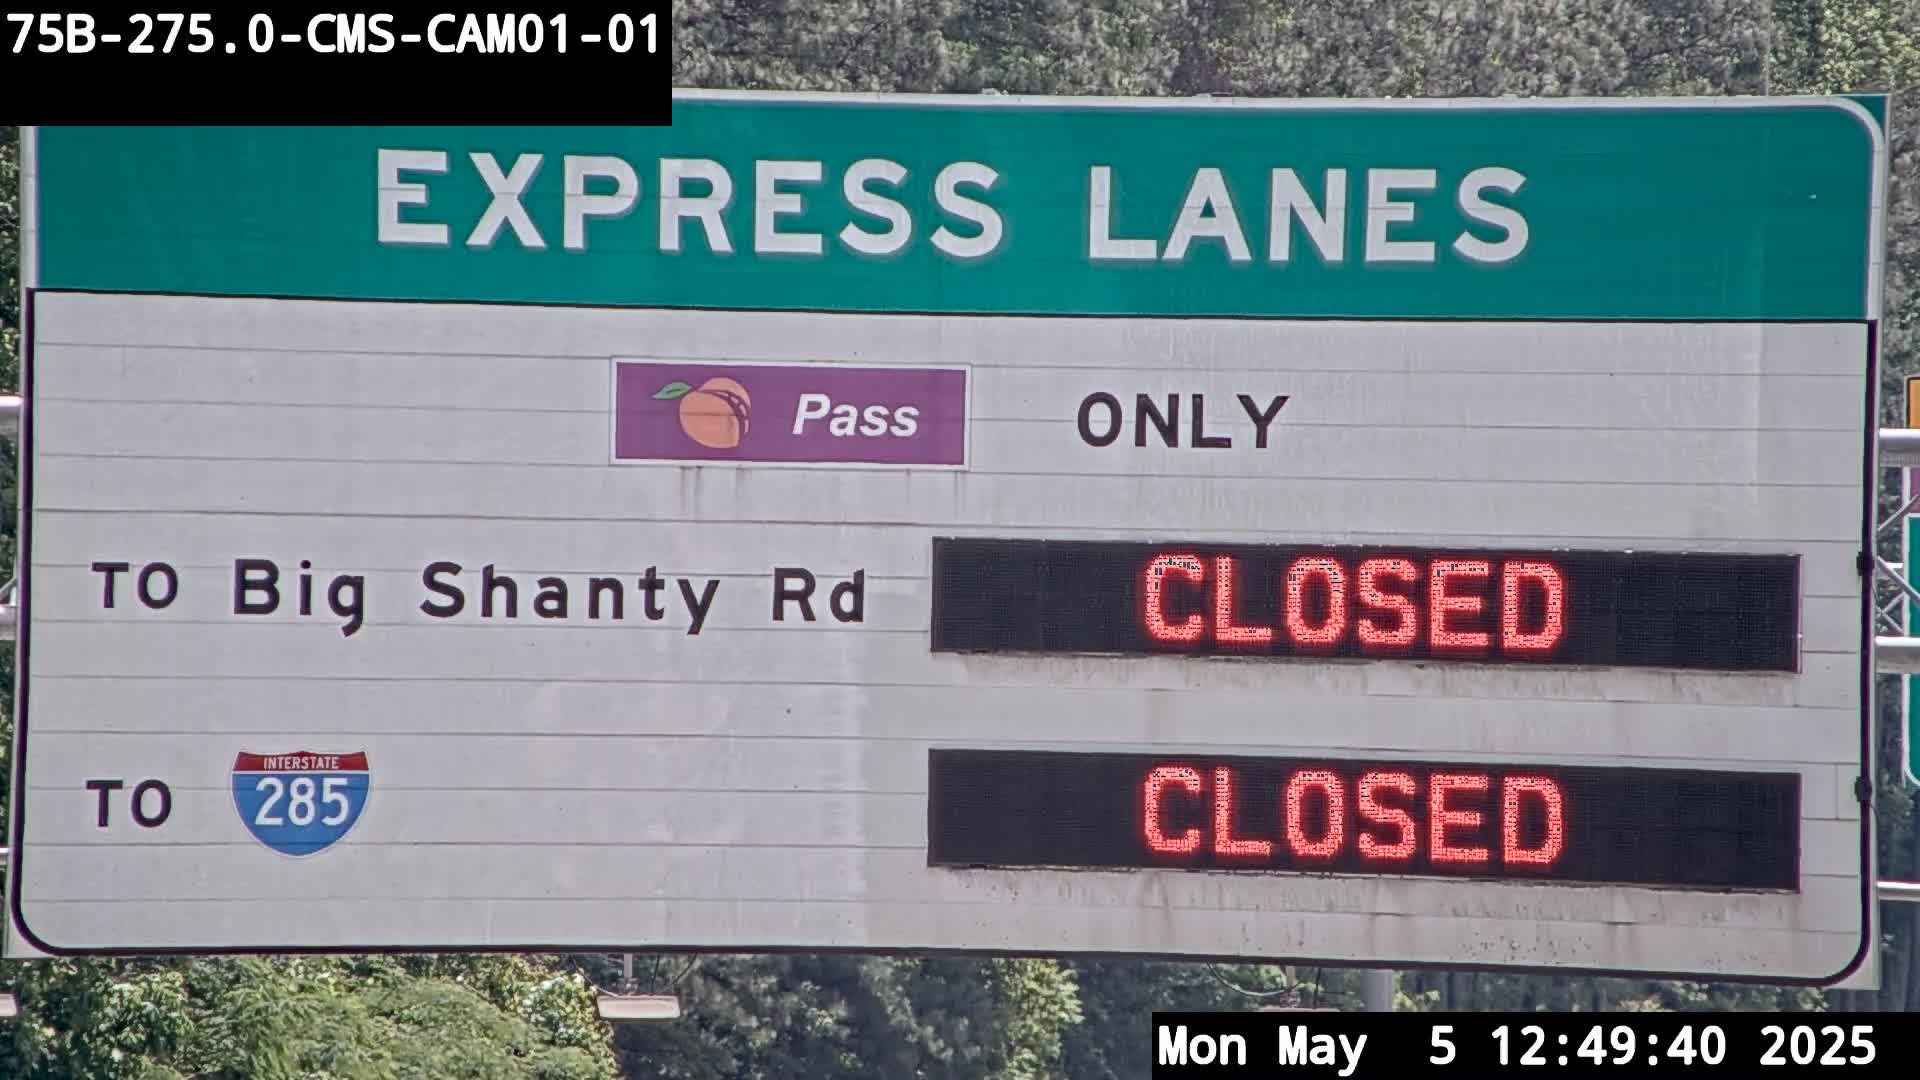 75B-275.0-CMS-CAM01-01
EXPRESS LANES
Pass ONLY
TO Big Shanty Rd CLOSED
TO INTERSTATE 285 CLOSED
Mon May 5 12:49:40 2025